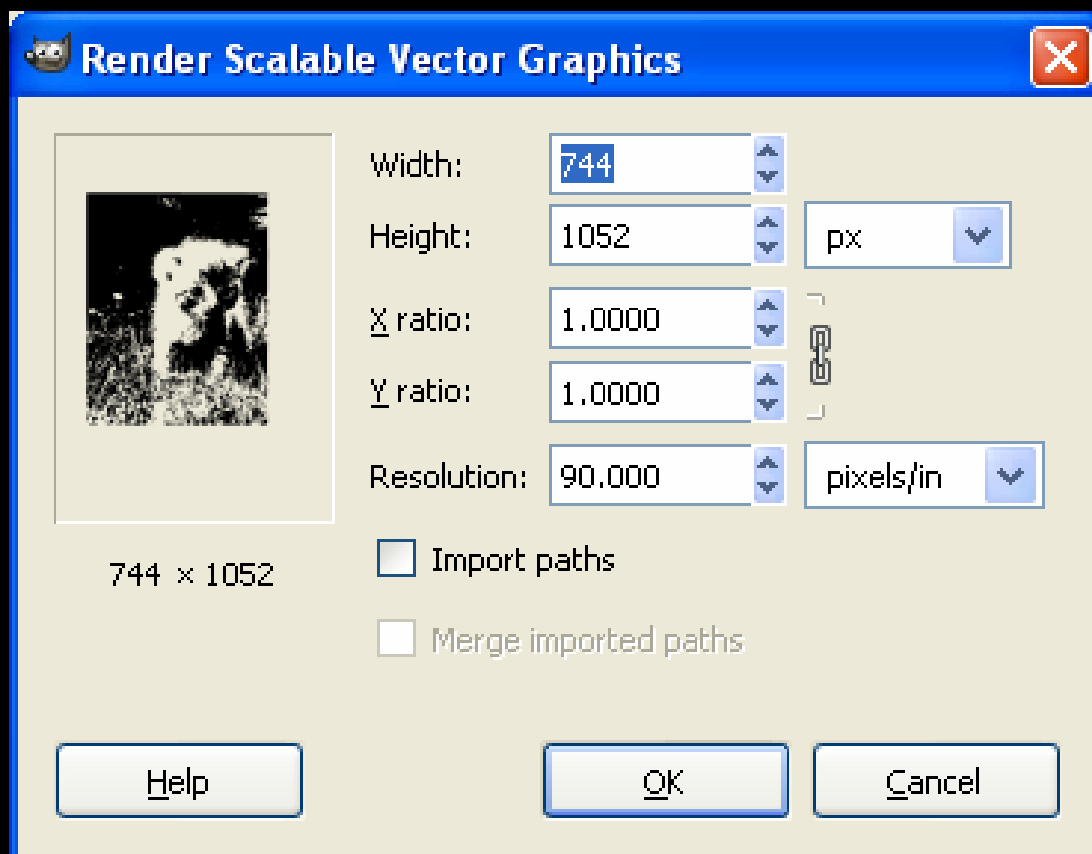 Render Scalable Vector Graphics
Width:
744
Height:
1052
px
X ratio:
1.0000
Y ratio:
1.0000
Resolution:
90.000
pixels/in
744 × 1052
Import paths
Merge imported paths
Help
OK
Cancel